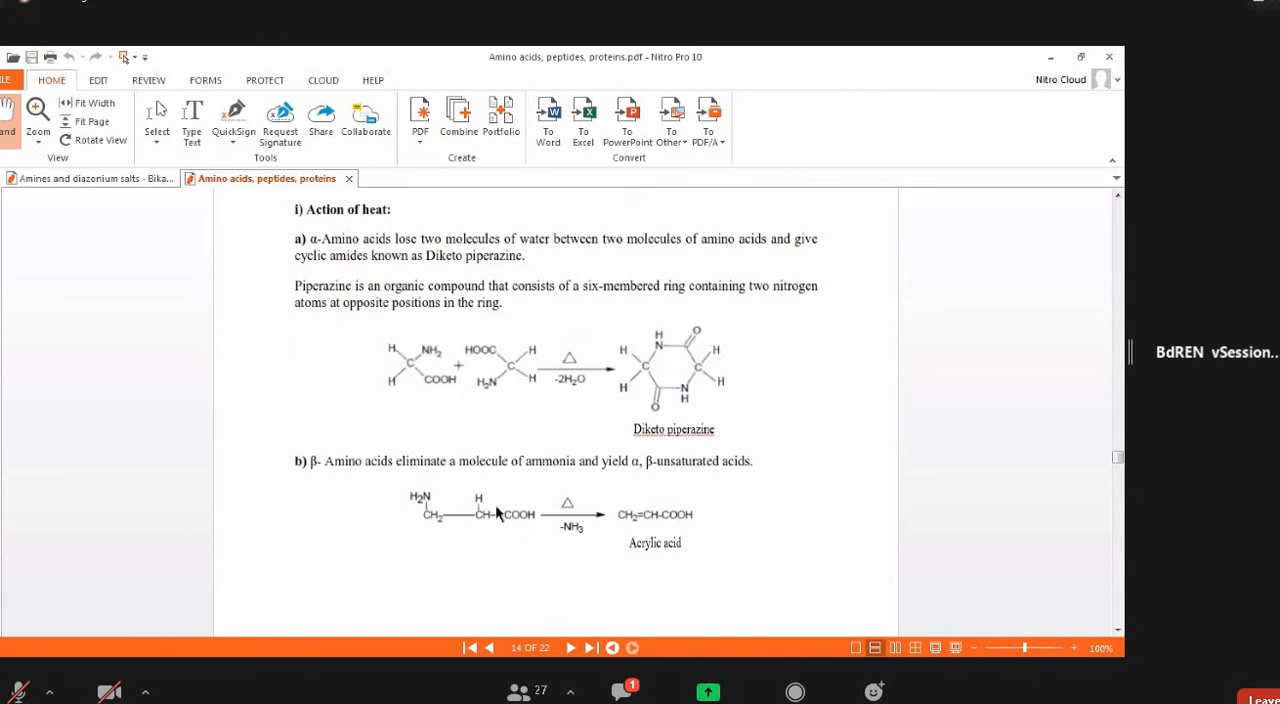 Amino acids, peptides, proteins.pdf - Nitro Pro 10
HOME EDIT REVIEW FORMS PROTECT CLOUD HELP
Nitro Cloud
Zoom
Fit Width
Fit Page
Rotate View
View
Select
Type Text
QuickSign
Request Signature
Share
Collaborate
Tools
PDF
Combine
Portfolio
Create
To Word
To Excel
To PowerPoint
To Other
To PDF/A
Convert
Amines and diazonium salts - Bika...
Amino acids, peptides, proteins
i) Action of heat:
a) α-Amino acids lose two molecules of water between two molecules of amino acids and give
cyclic amides known as Diketo piperazine.
Piperazine is an organic compound that consists of a six-membered ring containing two nitrogen
atoms at opposite positions in the ring.
H NH2 HOOC H H N O H
C + C △ C C
H COOH H2N H -2H2O H O N H H
Diketo piperazine
b) β- Amino acids eliminate a molecule of ammonia and yield α, β-unsaturated acids.
H2N H △
CH2 CH-COOH CH2=CH-COOH
-NH3
Acrylic acid
BdREN vSession...
14 OF 22
100%
27
1
Leave